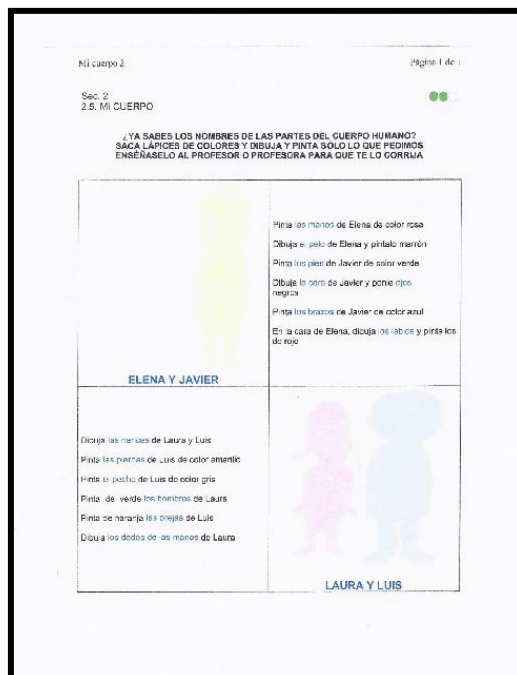 Mi cuerpo 2
Página 1 de 1
Sec. 2
2.5. MI CUERPO
¿YA SABES LOS NOMBRES DE LAS PARTES DEL CUERPO HUMANO?
SACA LÁPICES DE COLORES Y DIBUJA Y PINTA SÓLO LO QUE PEDIMOS
ENSÉÑASELO AL PROFESOR O PROFESORA PARA QUE TE LO CORRIJA
Pinta las manos de Elena de color rosa
Dibuja el pelo de Elena y píntalo marrón
Pinta los pies de Javier de color verde
Dibuja la cara de Javier y ponle ojos
negros
Pinta los brazos de Javier de color azul
En la cara de Elena, dibuja los labios y pinta los
de rojo
ELENA Y JAVIER
Dibuja las narices de Laura y Luis
Pinta las piernas de Luis de color amarillo
Pinta el pecho de Luis de color gris
Pinta de verde los hombros de Laura
Pinta de naranja las orejas de Luis
Dibuja los dedos de las manos de Laura
LAURA Y LUIS